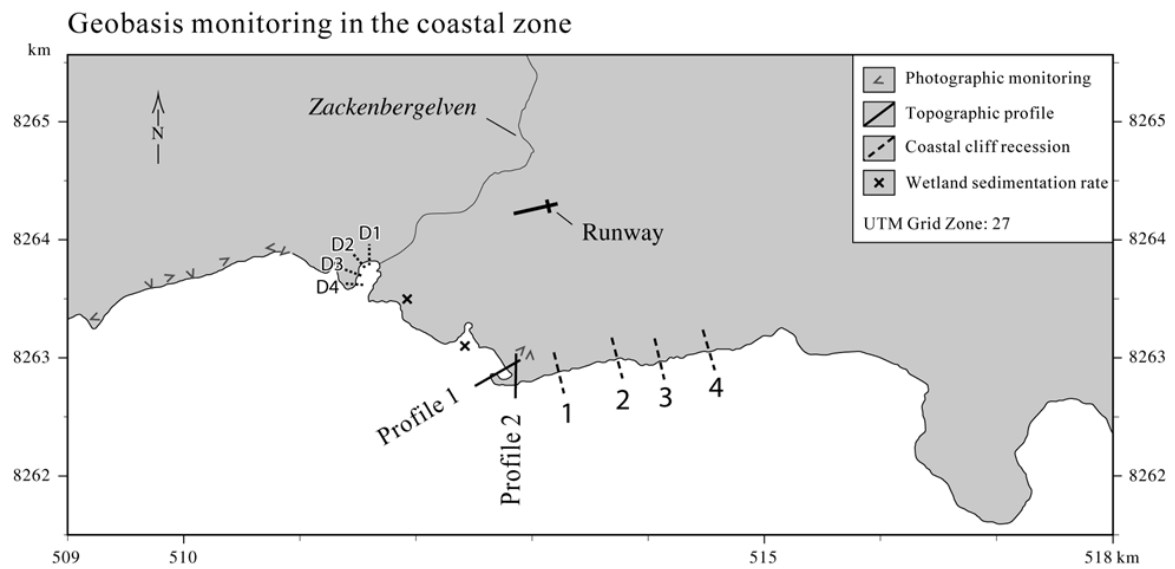 Geobasis monitoring in the coastal zone
km
Photographic monitoring
Topographic profile
Coastal cliff recession
Wetland sedimentation rate
UTM Grid Zone: 27
Zackenbergelven
N
8265
8265
Runway
8264
8264
D1
D2
D3
D4
8263
8263
Profile 1
Profile 2
1
2
3
4
8262
8262
509
510
515
518 km